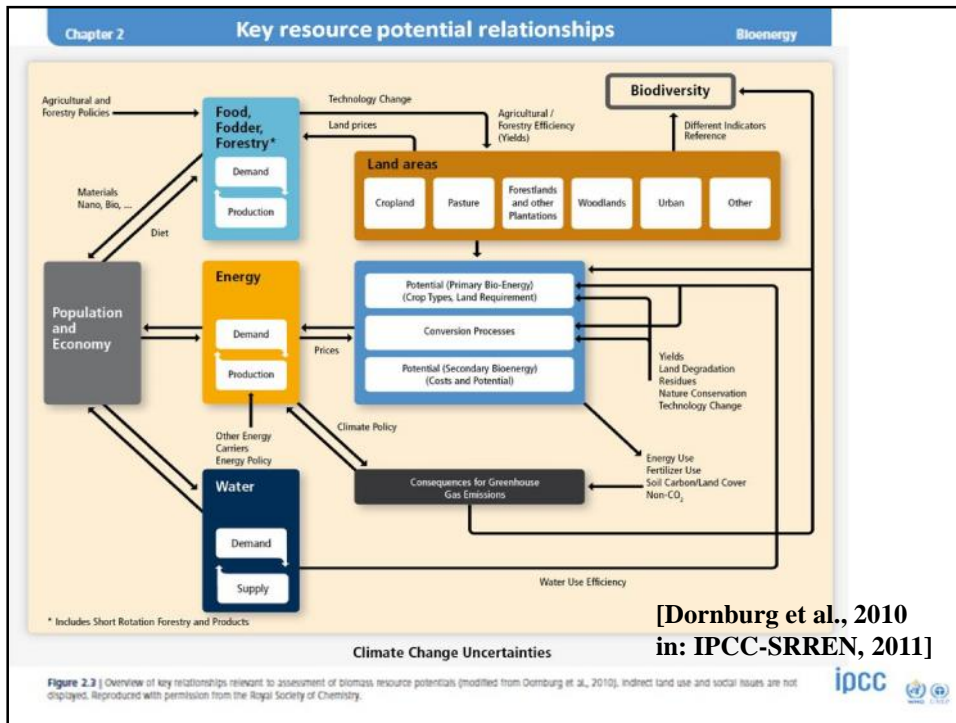 Chapter 2
Key resource potential relationships
Bioenergy
Agricultural and
Forestry Policies
Food,
Fodder,
Forestry*
Demand
Production
Technology Change
Land prices
Agricultural /
Forestry Efficiency
(Yields)
Biodiversity
Different Indicators
Reference
Land areas
Cropland
Pasture
Forestlands
and other
Plantations
Woodlands
Urban
Other
Materials
Nano, Bio, ...
Diet
Population
and
Economy
Energy
Demand
Production
Prices
Potential (Primary Bio-Energy)
(Crop Types, Land Requirement)
Conversion Processes
Potential (Secondary Bioenergy)
(Costs and Potential)
Yields
Land Degradation
Residues
Nature Conservation
Technology Change
Other Energy
Carriers
Energy Policy
Climate Policy
Energy Use
Fertilizer Use
Soil Carbon/Land Cover
Non-CO₂
Consequences for Greenhouse
Gas Emissions
Water
Demand
Supply
Water Use Efficiency
* Includes Short Rotation Forestry and Products
[Dornburg et al., 2010
in: IPCC-SRREN, 2011]
Climate Change Uncertainties
Figure 2.3 | Overview of key relationships relevant to assessment of biomass resource potentials (modified from Dornburg et al., 2010). Indirect land use and social issues are not
displayed. Reproduced with permission from the Royal Society of Chemistry.
ipcc
WMO UNEP